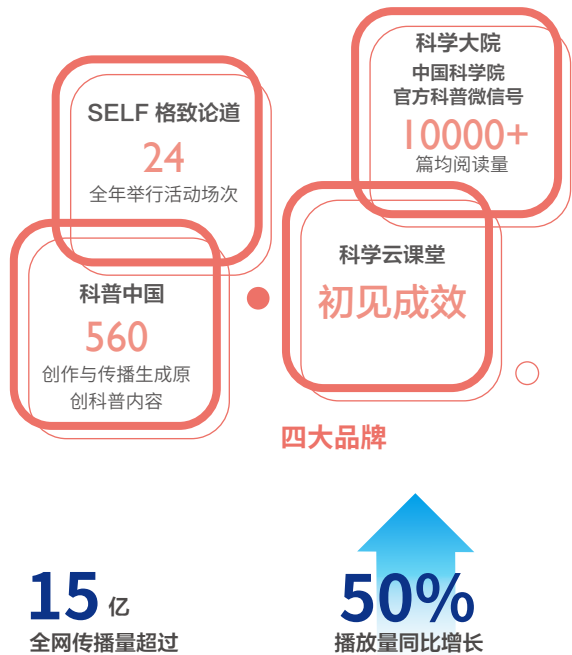 SELF 格致论道
24
全年举行活动场次
科学大院
中国科学院
官方科普微信号
10000+
篇均阅读量
科普中国
560
创作与传播生成原
创科普内容
科学云课堂
初见成效
四大品牌
15 亿
全网传播量超过
50%
播放量同比增长